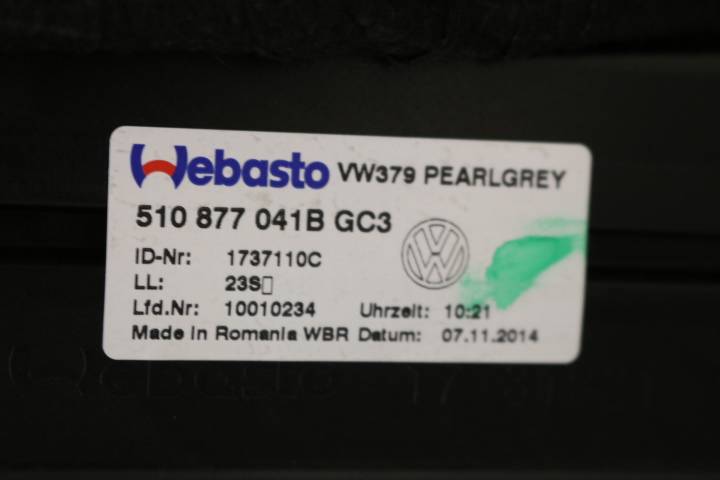 Webasto VW379 PEARLGREY
510 877 041B GC3
ID-Nr: 1737110C
LL: 23S▯
Lfd.Nr: 10010234 Uhrzeit: 10:21
Made in Romania WBR Datum: 07.11.2014
Webasto